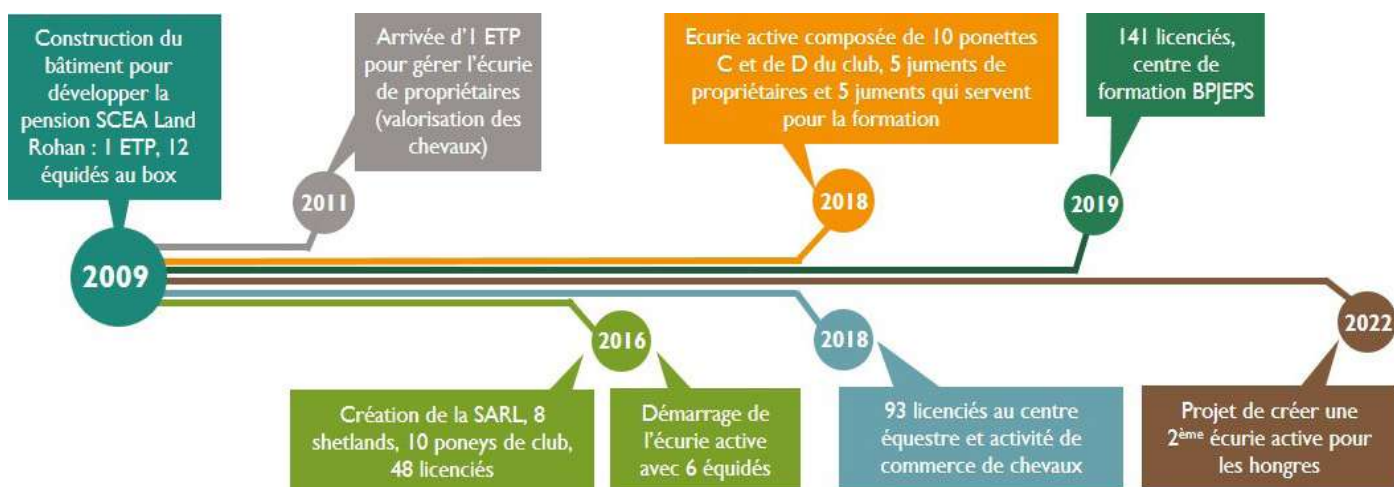 Construction du
bâtiment pour
développer la
pension SCEA Land
Rohan : 1 ETP, 12
équidés au box
2009
Arrivée d'1 ETP
pour gérer l'écurie
de propriétaires
(valorisation des
chevaux)
2011
Ecurie active composée de 10 ponettes
C et de D du club, 5 juments de
propriétaires et 5 juments qui servent
pour la formation
2018
141 licenciés,
centre de
formation BPJEPS
2019
2016
Création de la SARL, 8
shetlands, 10 poneys de club,
48 licenciés
Démarrage de
l'écurie active
avec 6 équidés
2018
93 licenciés au centre
équestre et activité de
commerce de chevaux
2022
Projet de créer une
2ème écurie active pour
les hongres